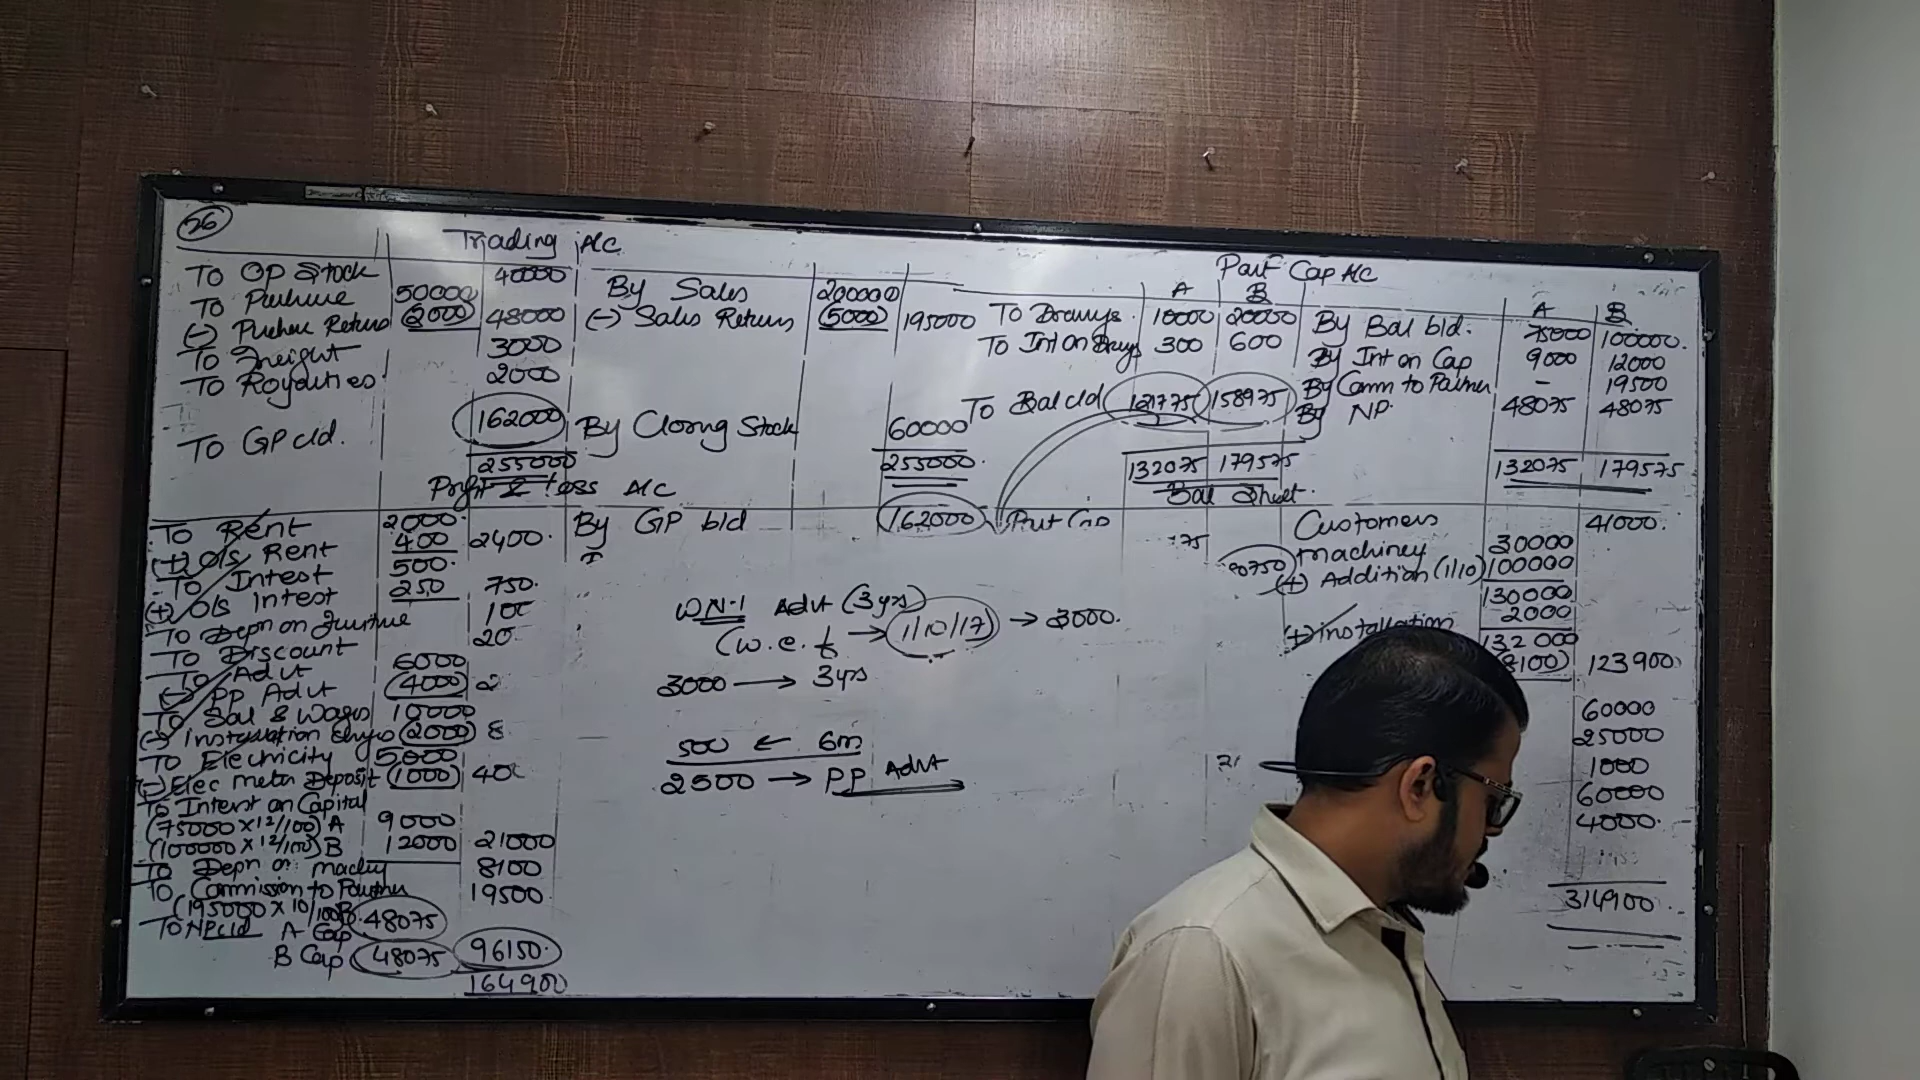 26
Trading A/C
To Op Stock 40000
To Purchase 50000
(-) Purchase Return (2000) 48000
To Freight 3000
To Royalties 2000
To GP c/d. 162000
255000
By Sales 200000
(-) Sales Return (5000) 195000
By Closing Stock 60000
255000.
Profit & Loss A/C
To Rent 2000.
(+) O/s Rent 400 2400.
To Interest 500.
(+) O/s Interest 250 750.
To Depn on Furniture
To Discount
To Advt 6000
(-) PP Advt (4000)
To Sal & Wages 10000
(-) Installation Chrgs (2000)
To Electricity 5000
(-) Elec meter Deposit (1000)
To Interest on Capital
(75000 × 12/100) A 9000
(100000 × 12/100) B 12000 21000
To Depn on machy 8100
To Commission to Partner 19500
(195000 × 10/100) B
To NP c/d A Cap 48075
B Cap 48075 96150.
164900
By GP b/d 162000
WN-1 Advt (3 yrs)
(w.e.f → 1/10/17) → 3000.
3000 → 3yrs
500 ← 6m
2500 → PP Advt
Part Cap A/C
A B A B
To Drawgs. 10000 20000
To Int on Drawgs 300 600
To Bal c/d 121775 158975
132075 179575
By Bal b/d. 75000 100000.
By Int on Cap 9000 12000
By Comm to Partner - 19500
By NP. 48075 48075
132075 179575
Bal Sheet.
Part Cap
Customers 41000.
machinery 30000
(+) Addition (1/10) 100000
130000
(+) installation 2000
132000
123900
60000
25000
1000
60000
4000.
314900